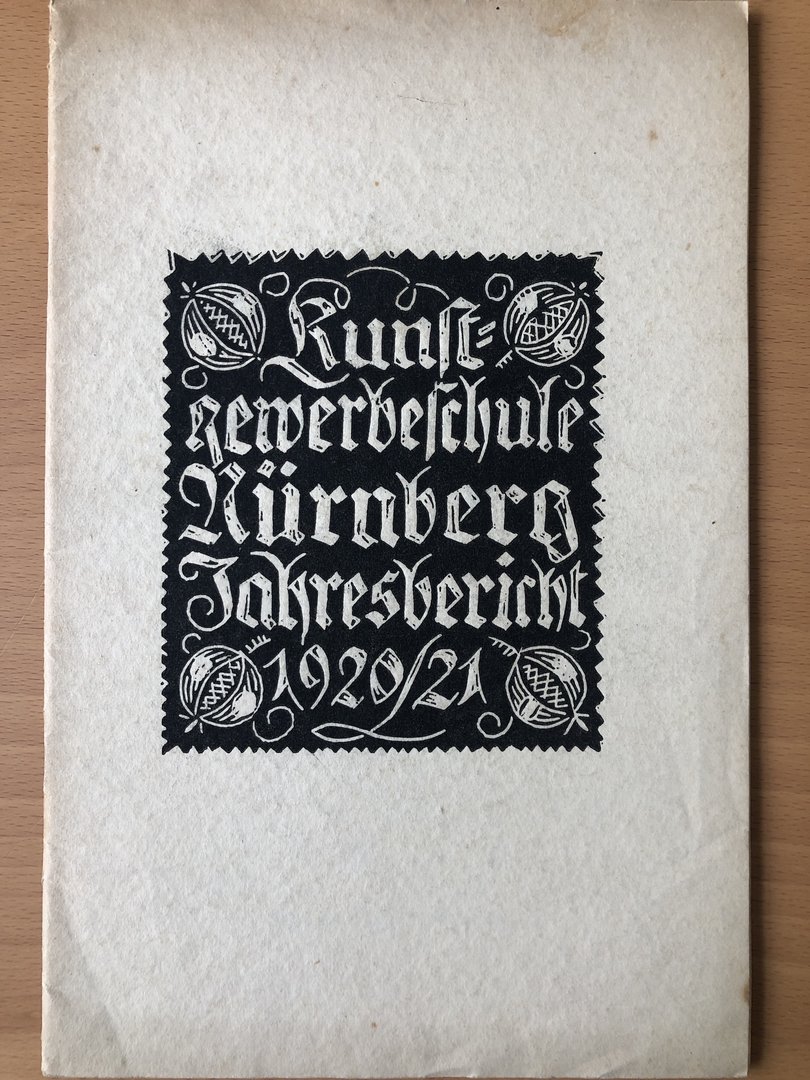 Kunst-
gewerbeschule
Nürnberg
Jahresbericht
1920/21